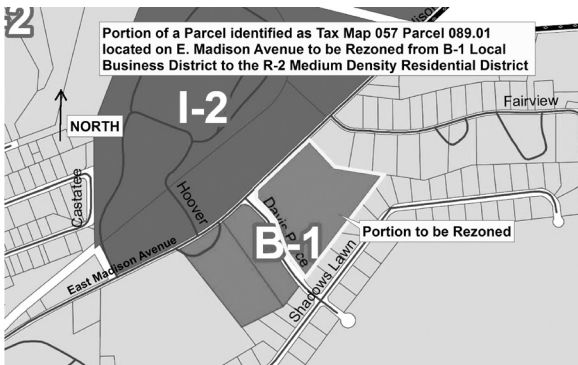 Portion of a Parcel identified as Tax Map 057 Parcel 089.01
located on E. Madison Avenue to be Rezoned from B-1 Local
Business District to the R-2 Medium Density Residential District
I-2
Fairview
NORTH
Castatee
Hoover
Davis Place
B-1
Portion to be Rezoned
East Madison Avenue
Shadows Lawn